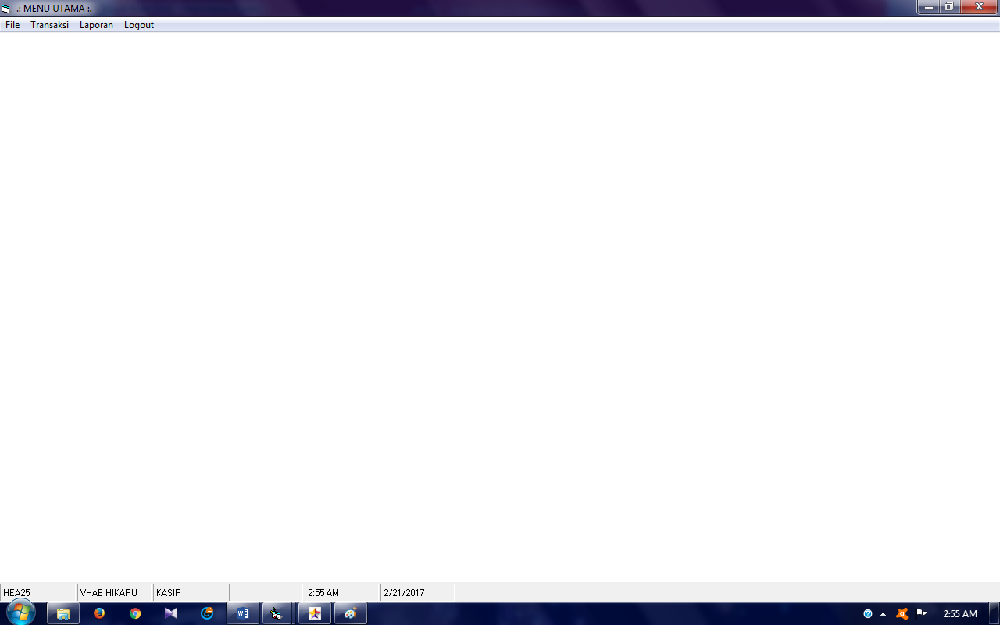 .: MENU UTAMA :.
File Transaksi Laporan Logout
HEA25 VHAE HIKARU KASIR 2:55 AM 2/21/2017
2:55 AM